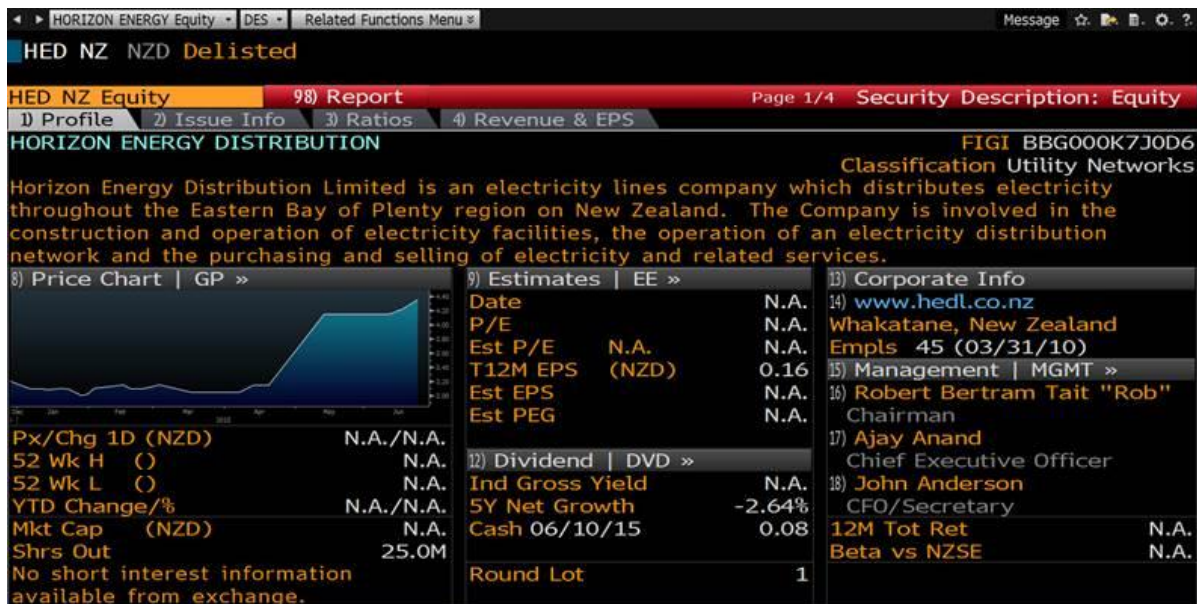 HORIZON ENERGY Equity DES Related Functions Menu Message
HED NZ NZD Delisted
HED NZ Equity 98) Report Page 1/4 Security Description: Equity
1) Profile 2) Issue Info 3) Ratios 4) Revenue & EPS
HORIZON ENERGY DISTRIBUTION FIGI BBG000K7J0D6
Classification Utility Networks
Horizon Energy Distribution Limited is an electricity lines company which distributes electricity
throughout the Eastern Bay of Plenty region on New Zealand. The Company is involved in the
construction and operation of electricity facilities, the operation of an electricity distribution
network and the purchasing and selling of electricity and related services.
8) Price Chart | GP »
Px/Chg 1D (NZD) N.A./N.A.
52 Wk H () N.A.
52 Wk L () N.A.
YTD Change/% N.A./N.A.
Mkt Cap (NZD) N.A.
Shrs Out 25.0M
No short interest information
available from exchange.
9) Estimates | EE »
Date N.A.
P/E N.A.
Est P/E N.A. N.A.
T12M EPS (NZD) 0.16
Est EPS N.A.
Est PEG N.A.
12) Dividend | DVD »
Ind Gross Yield N.A.
5Y Net Growth -2.64%
Cash 06/10/15 0.08
Round Lot 1
13) Corporate Info
14) www.hedl.co.nz
Whakatane, New Zealand
Empls 45 (03/31/10)
15) Management | MGMT »
16) Robert Bertram Tait "Rob"
Chairman
17) Ajay Anand
Chief Executive Officer
18) John Anderson
CFO/Secretary
12M Tot Ret N.A.
Beta vs NZSE N.A.